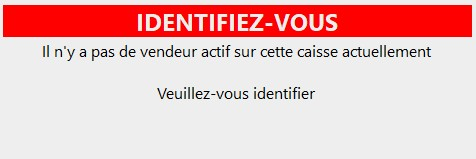 IDENTIFIEZ-VOUS
Il n'y a pas de vendeur actif sur cette caisse actuellement
Veuillez-vous identifier